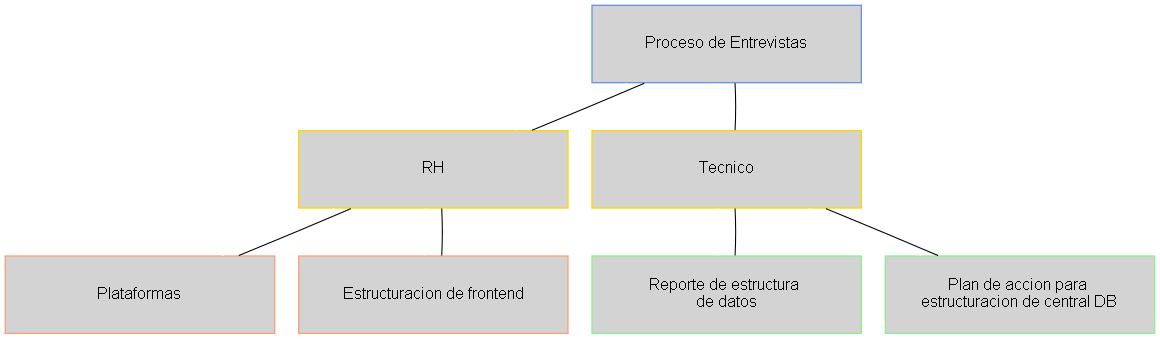 Proceso de Entrevistas
RH
Tecnico
Plataformas
Estructuracion de frontend
Reporte de estructura
de datos
Plan de accion para
estructuracion de central DB